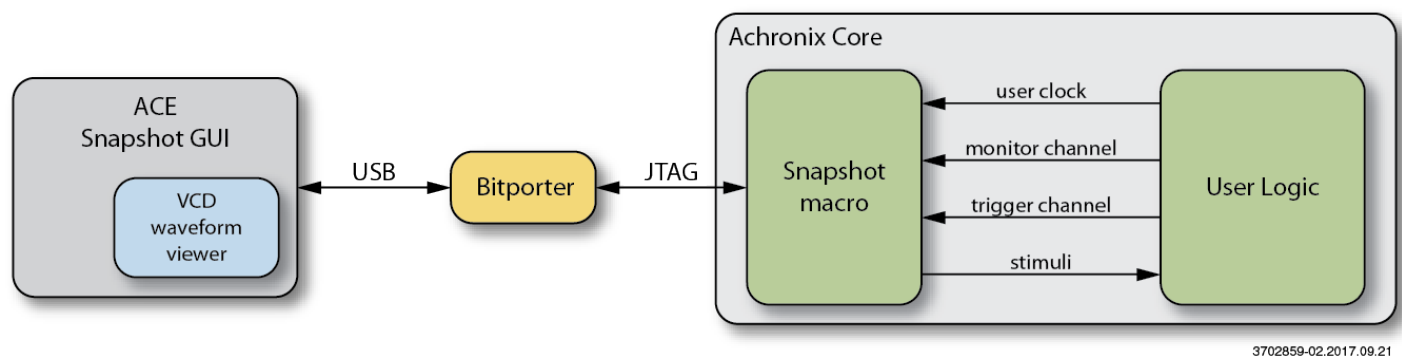 ACE
Snapshot GUI
VCD
waveform
viewer
USB
Bitporter
JTAG
Achronix Core
Snapshot
macro
user clock
monitor channel
trigger channel
stimuli
User Logic
3702859-02.2017.09.21